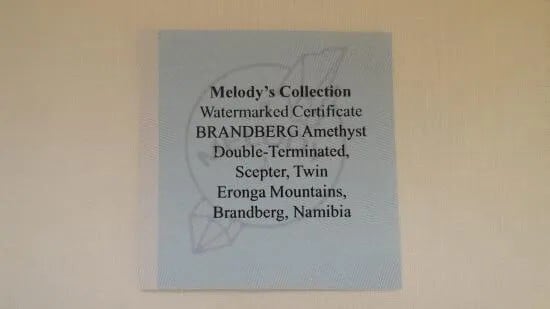 Melody's Collection
Watermarked Certificate
BRANDBERG Amethyst
Double-Terminated,
Scepter, Twin
Eronga Mountains,
Brandberg, Namibia